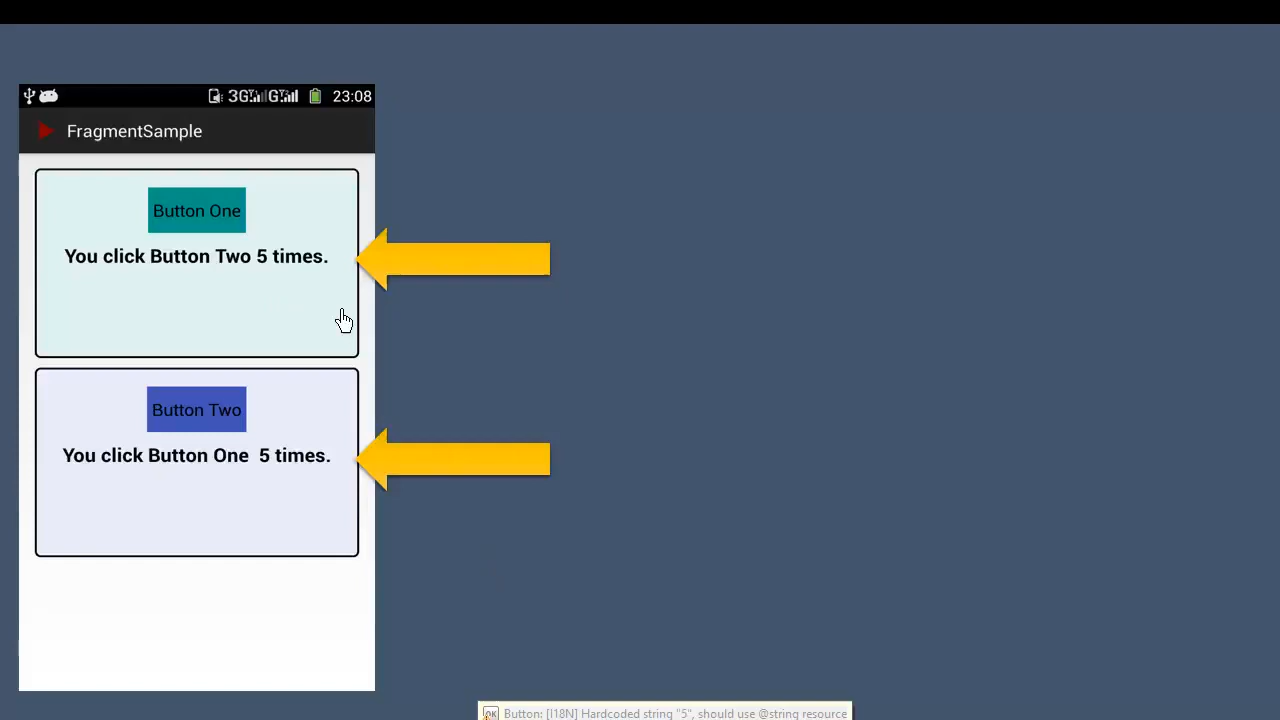 3G G 23:08
FragmentSample
Button One
You click Button Two 5 times.
Button Two
You click Button One  5 times.
OK Button: [I18N] Hardcoded string "5", should use @string resource